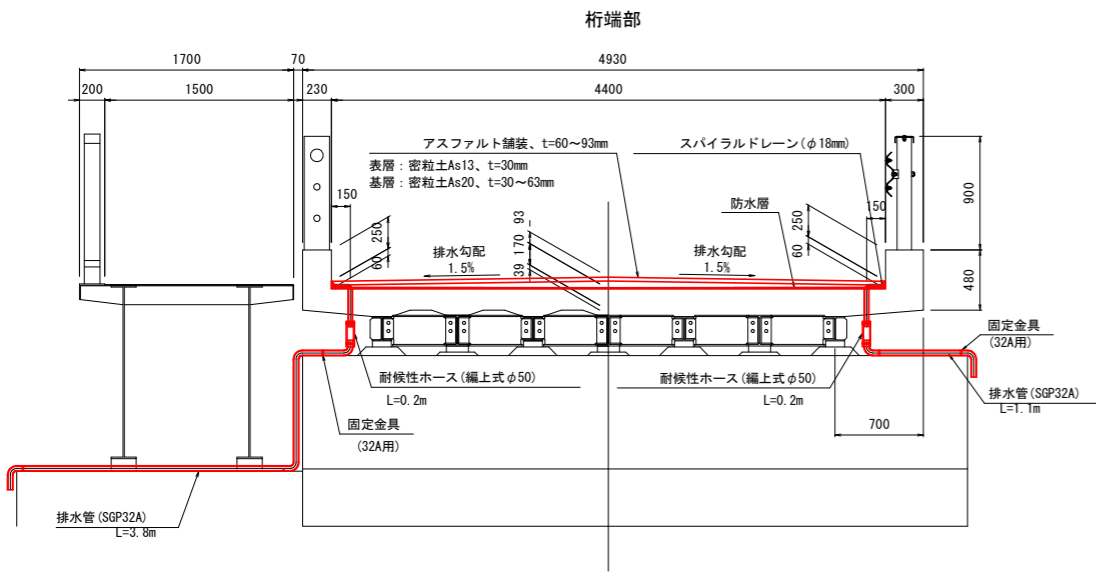 桁端部
1700
70
4930
200
1500
230
4400
300
アスファルト舗装、t=60～93mm
スパイラルドレーン(φ18mm)
表層：密粒土As13、t=30mm
基層：密粒土As20、t=30～63mm
150
防水層
150
900
250
60
93
170
39
250
60
排水勾配
1.5%
排水勾配
1.5%
480
固定金具
(32A用)
耐候性ホース(編上式φ50)
L=0.2m
耐候性ホース(編上式φ50)
L=0.2m
排水管(SGP32A)
L=1.1m
固定金具
(32A用)
700
排水管(SGP32A)
L=3.8m